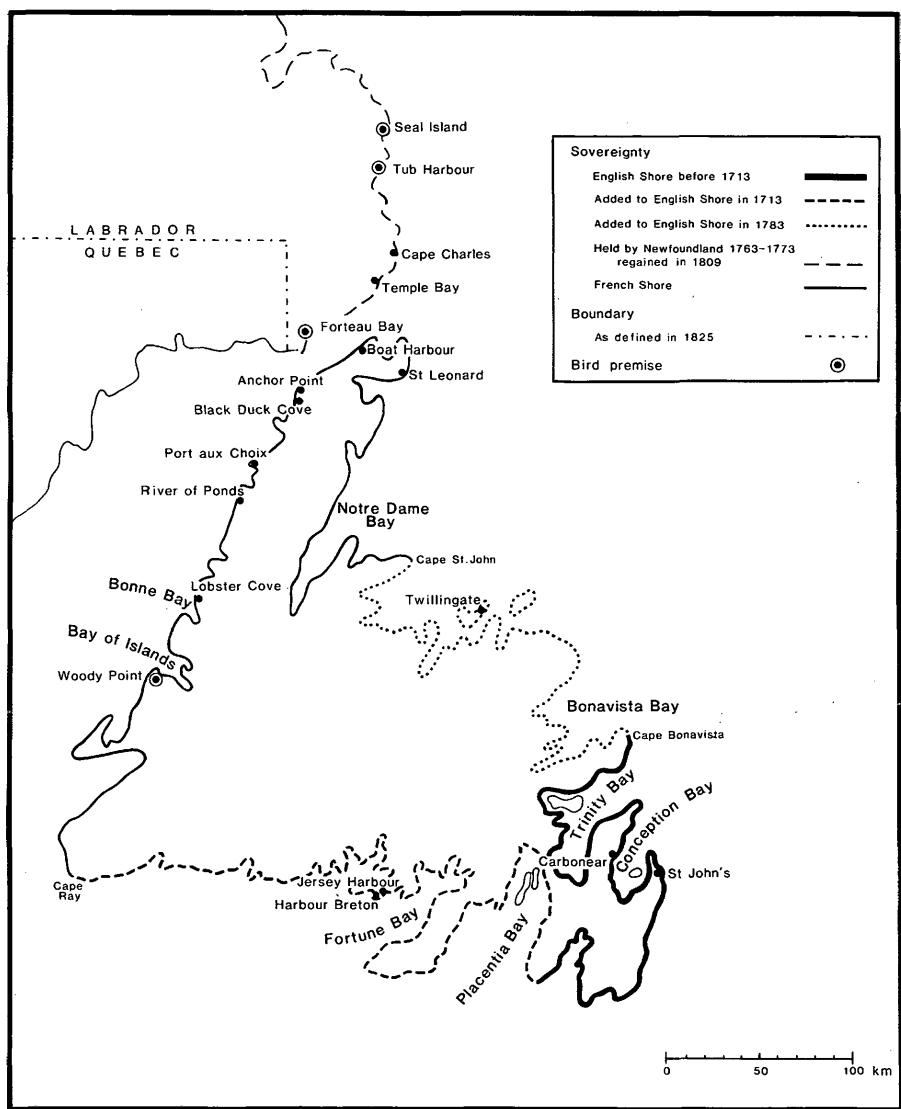 Seal Island
Tub Harbour
LABRADOR
QUEBEC
Cape Charles
Temple Bay
Forteau Bay
Boat Harbour
St Leonard
Anchor Point
Black Duck Cove
Port aux Choix
River of Ponds
Notre Dame
Bay
Cape St.John
Lobster Cove
Bonne Bay
Twillingate
Bay of Islands
Woody Point
Bonavista Bay
Cape Bonavista
Trinity Bay
Conception Bay
Carbonear
St John's
Cape
Ray
Jersey Harbour
Harbour Breton
Fortune Bay
Placentia Bay
Sovereignty
English Shore before 1713
Added to English Shore in 1713
Added to English Shore in 1783
Held by Newfoundland 1763-1773
regained in 1809
French Shore
Boundary
As defined in 1825
Bird premise
0 50 100 km